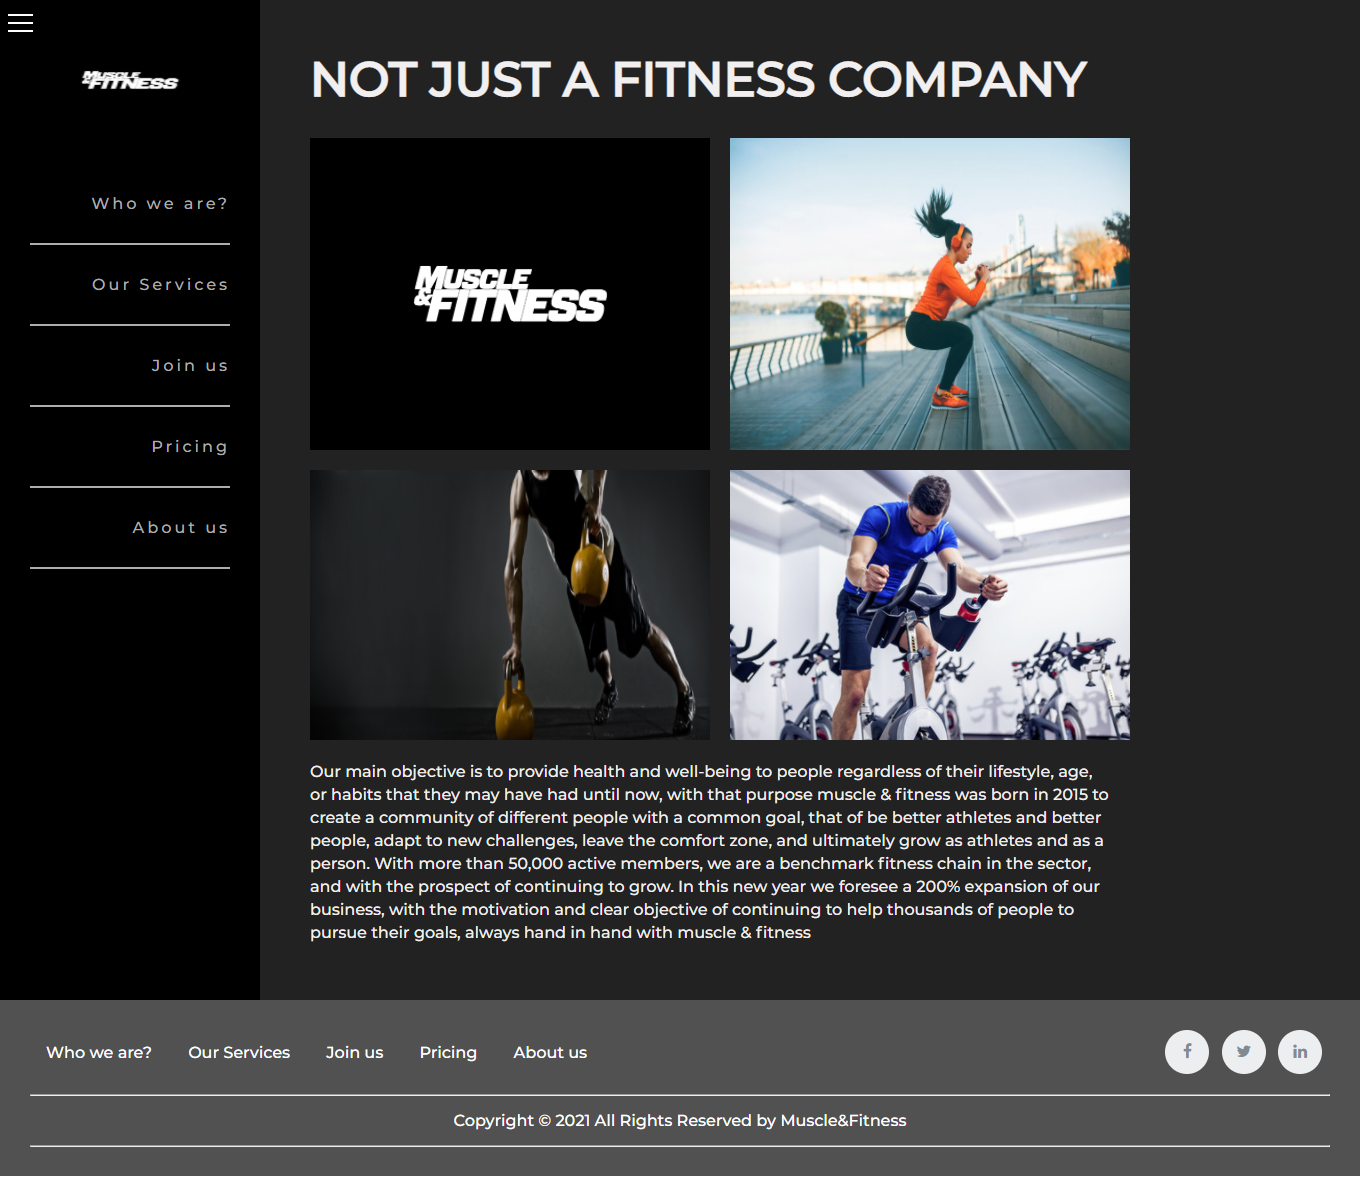 MUSCLE
&FITNESS
Who we are?
Our Services
Join us
Pricing
About us
NOT JUST A FITNESS COMPANY
MUSCLE
&FITNESS
Our main objective is to provide health and well-being to people regardless of their lifestyle, age,
or habits that they may have had until now, with that purpose muscle & fitness was born in 2015 to
create a community of different people with a common goal, that of be better athletes and better
people, adapt to new challenges, leave the comfort zone, and ultimately grow as athletes and as a
person. With more than 50,000 active members, we are a benchmark fitness chain in the sector,
and with the prospect of continuing to grow. In this new year we foresee a 200% expansion of our
business, with the motivation and clear objective of continuing to help thousands of people to
pursue their goals, always hand in hand with muscle & fitness
Who we are? Our Services Join us Pricing About us
Copyright © 2021 All Rights Reserved by Muscle&Fitness